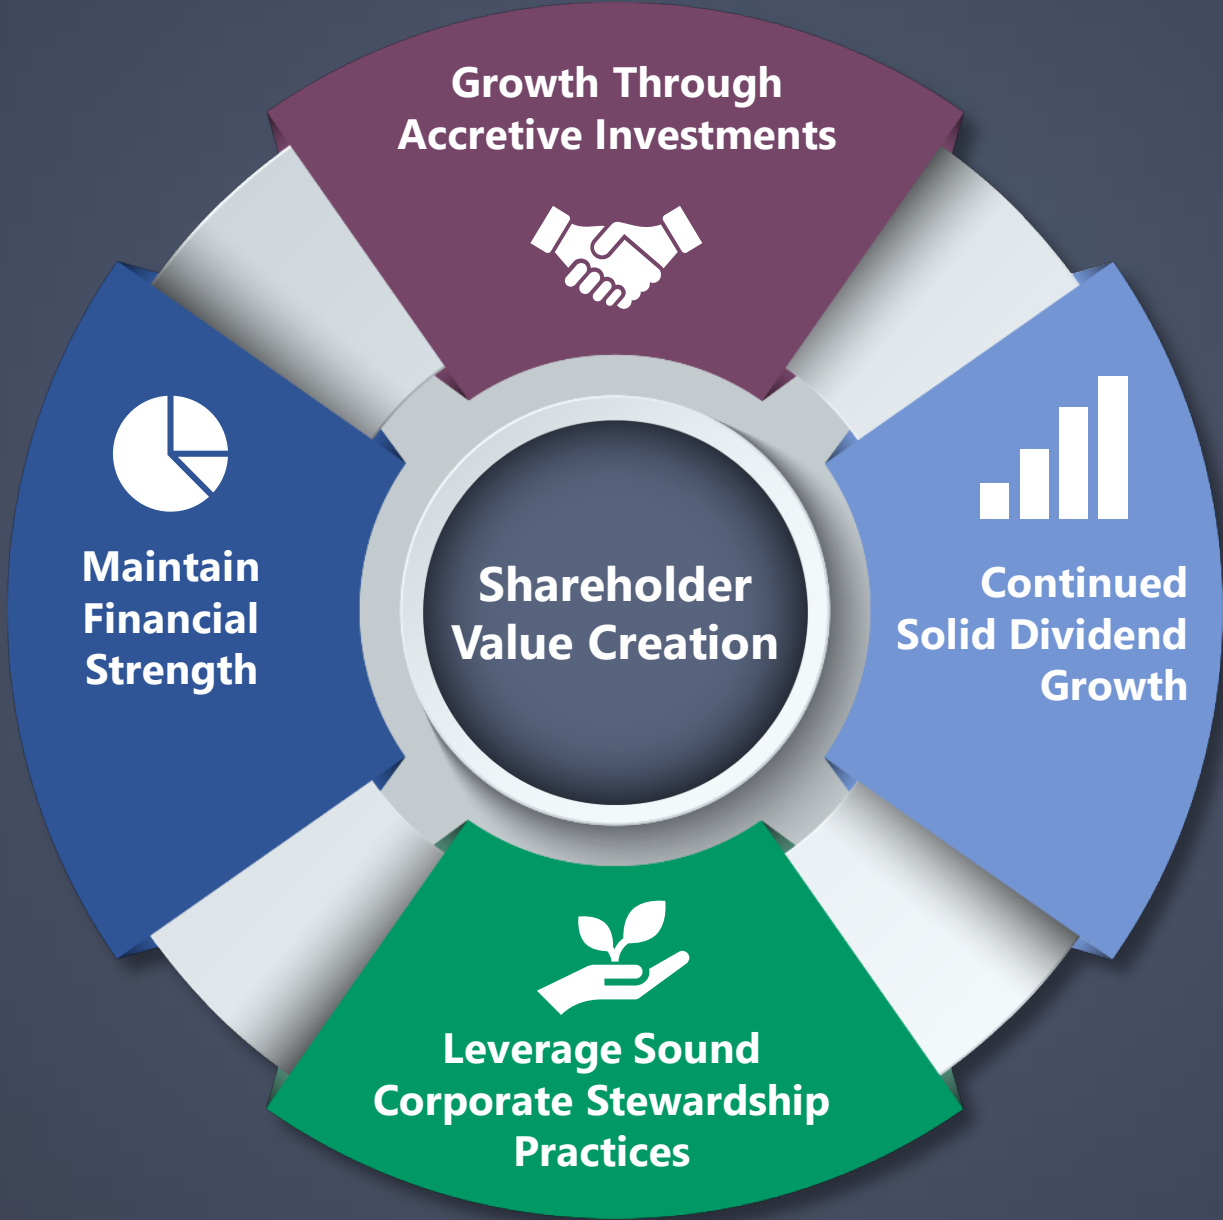 Growth Through
Accretive Investments
Maintain
Financial
Strength
Shareholder
Value Creation
Continued
Solid Dividend
Growth
Leverage Sound
Corporate Stewardship
Practices